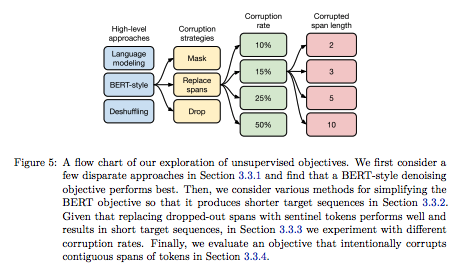 High-level
approaches
Corruption
strategies
Corruption
rate
Corrupted
span length
Language
modeling
BERT-style
Deshuffling
Mask
Replace
spans
Drop
10%
15%
25%
50%
2
3
5
10
Figure 5: A flow chart of our exploration of unsupervised objectives. We first consider a
few disparate approaches in Section 3.3.1 and find that a BERT-style denoising
objective performs best. Then, we consider various methods for simplifying the
BERT objective so that it produces shorter target sequences in Section 3.3.2.
Given that replacing dropped-out spans with sentinel tokens performs well and
results in short target sequences, in Section 3.3.3 we experiment with different
corruption rates. Finally, we evaluate an objective that intentionally corrupts
contiguous spans of tokens in Section 3.3.4.